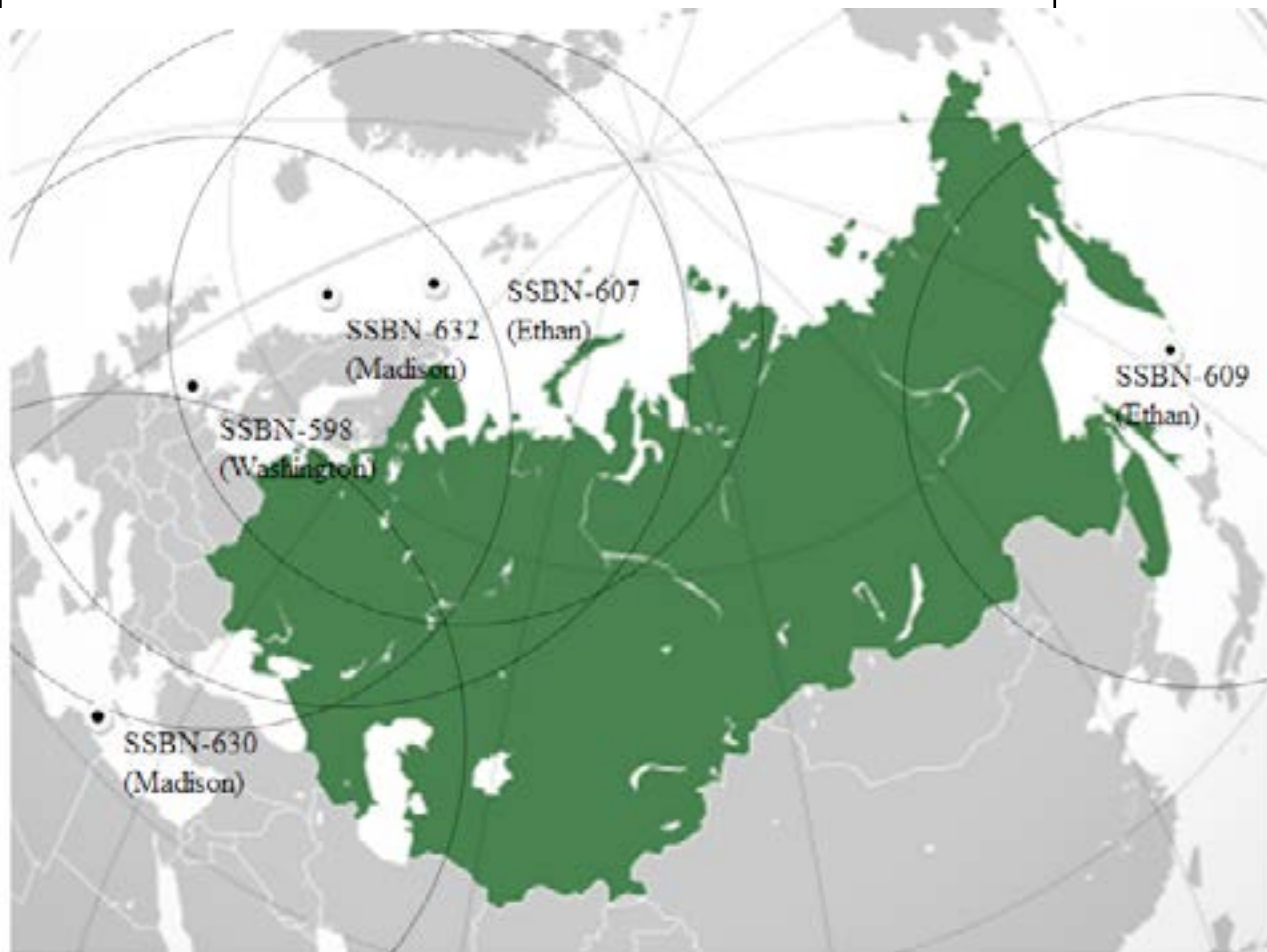 SSBN-607
(Ethan)
SSBN-632
(Madison)
SSBN-609
(Ethan)
SSBN-598
(Washington)
SSBN-630
(Madison)